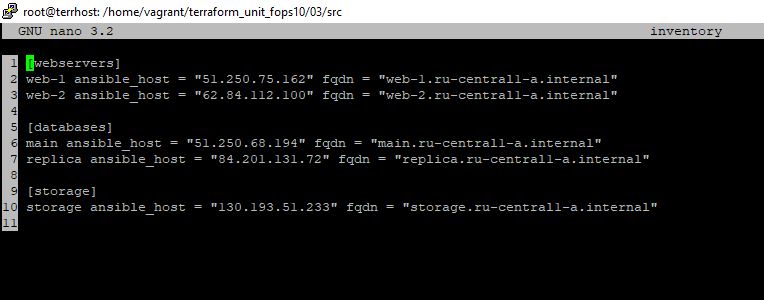 root@terrhost: /home/vagrant/terraform_unit_fops10/03/src
GNU nano 3.2 inventory
1 [webservers]
2 web-1 ansible_host = "51.250.75.162" fqdn = "web-1.ru-central1-a.internal"
3 web-2 ansible_host = "62.84.112.100" fqdn = "web-2.ru-central1-a.internal"
4
5 [databases]
6 main ansible_host = "51.250.68.194" fqdn = "main.ru-central1-a.internal"
7 replica ansible_host = "84.201.131.72" fqdn = "replica.ru-central1-a.internal"
8
9 [storage]
10 storage ansible_host = "130.193.51.233" fqdn = "storage.ru-central1-a.internal"
11